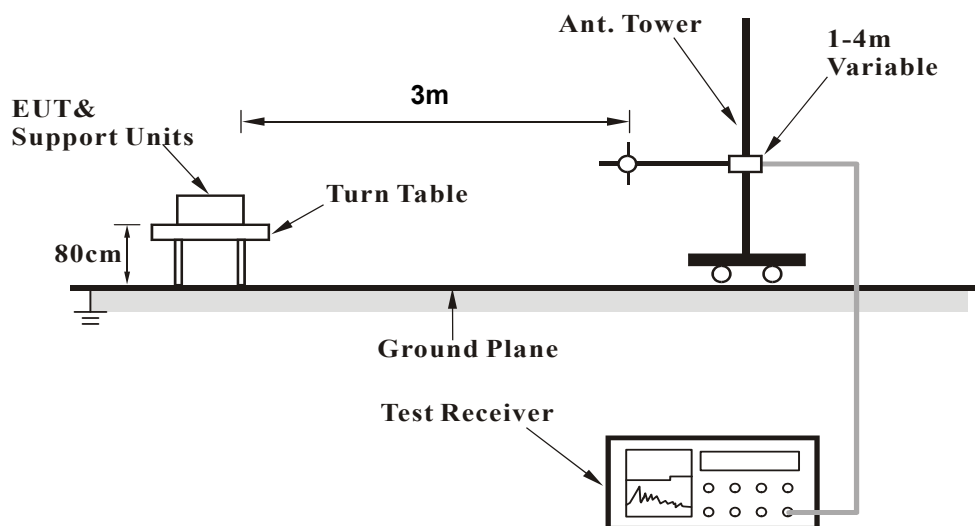 Ant. Tower
1-4m
Variable
3m
EUT&
Support Units
Turn Table
80cm
Ground Plane
Test Receiver